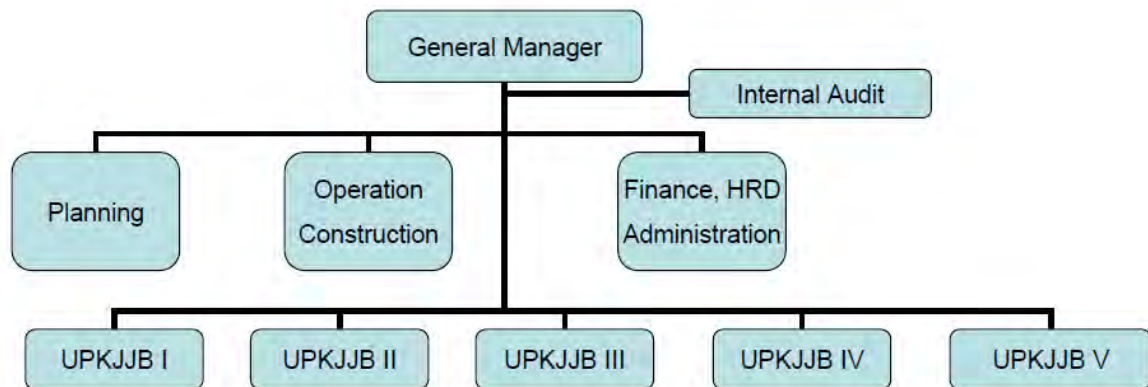 General Manager
Internal Audit
Planning
Operation
Construction
Finance, HRD
Administration
UPKJJB I
UPKJJB II
UPKJJB III
UPKJJB IV
UPKJJB V